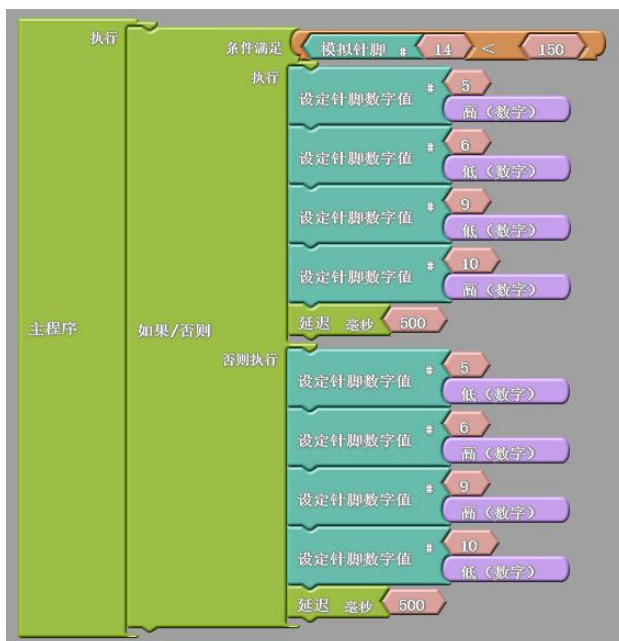 主程序
执行
如果/否则
条件满足
模拟针脚 # 14 < 150
执行
设定针脚数字值 # 5
高（数字）
设定针脚数字值 # 6
低（数字）
设定针脚数字值 # 9
低（数字）
设定针脚数字值 # 10
高（数字）
延迟 毫秒 500
否则执行
设定针脚数字值 # 5
低（数字）
设定针脚数字值 # 6
高（数字）
设定针脚数字值 # 9
高（数字）
设定针脚数字值 # 10
低（数字）
延迟 毫秒 500